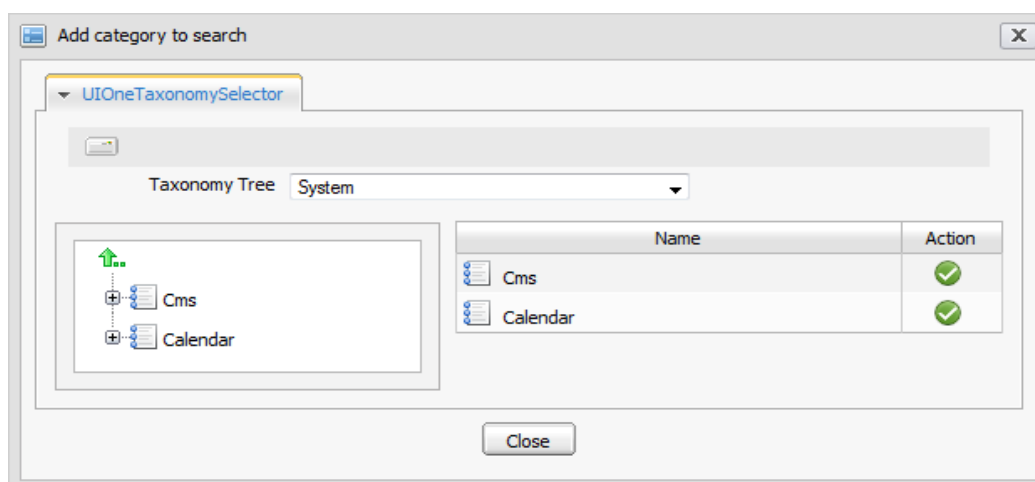 Add category to search
UIOneTaxonomySelector
Taxonomy Tree System
Name Action
Cms
Calendar
Cms
Calendar
Close